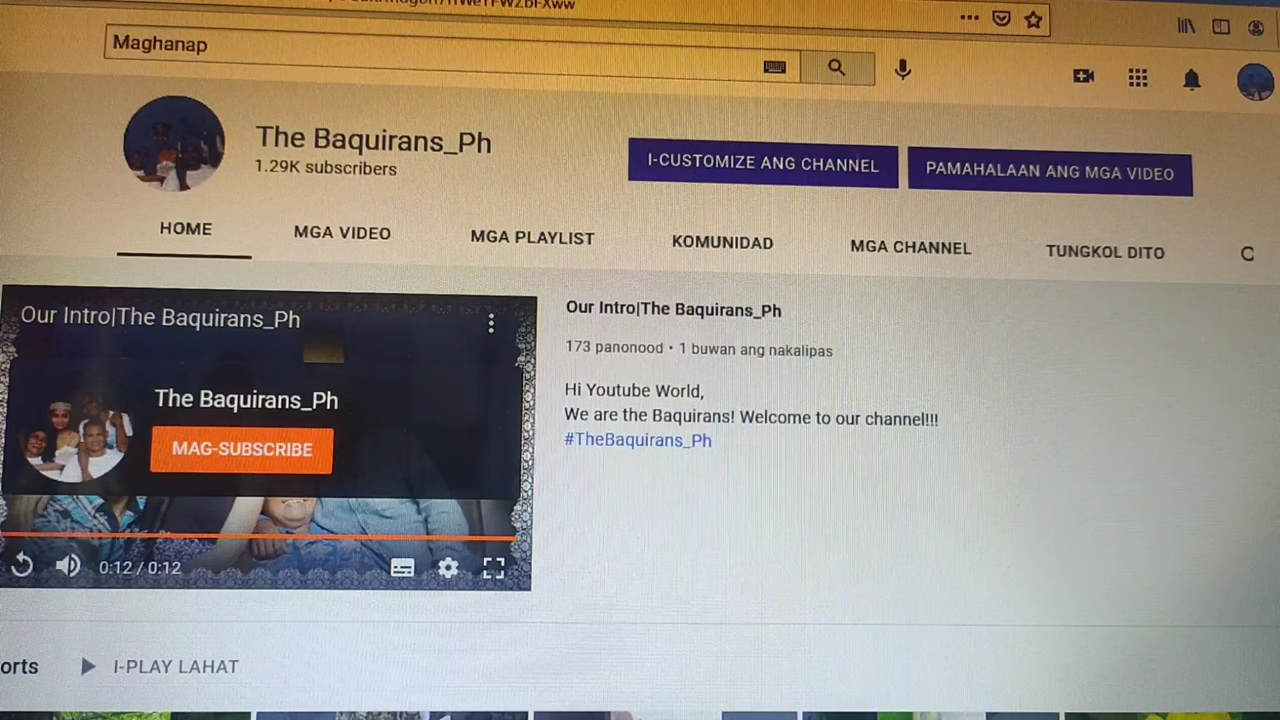 Maghanap
The Baquirans_Ph
1.29K subscribers
I-CUSTOMIZE ANG CHANNEL
PAMAHALAAN ANG MGA VIDEO
HOME
MGA VIDEO
MGA PLAYLIST
KOMUNIDAD
MGA CHANNEL
TUNGKOL DITO
Our Intro|The Baquirans_Ph
The Baquirans_Ph
MAG-SUBSCRIBE
0:12 / 0:12
Our Intro|The Baquirans_Ph
173 panonood • 1 buwan ang nakalipas
Hi Youtube World,
We are the Baquirans! Welcome to our channel!!!
#TheBaquirans_Ph
orts
I-PLAY LAHAT